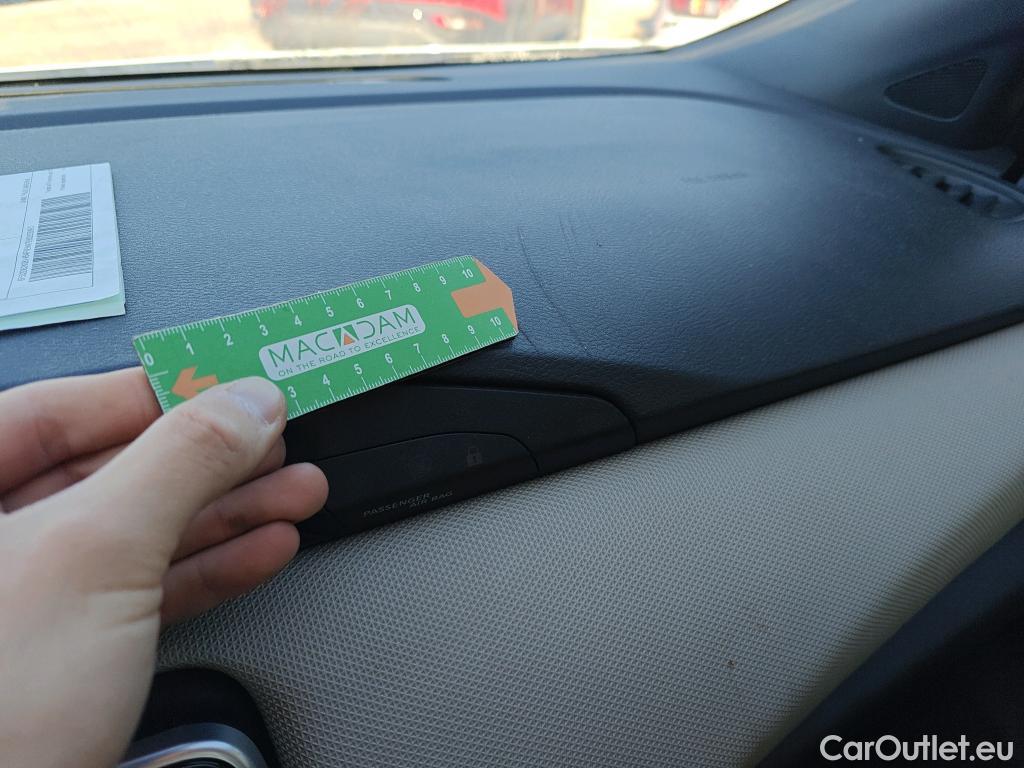 0 1 2 3 4 5 6 7 8 9 10
MACADAM
ON THE ROAD TO EXCELLENCE
3 4 5 6 7 8 9 10
PASSENGER
AIR BAG
CarOutlet.eu